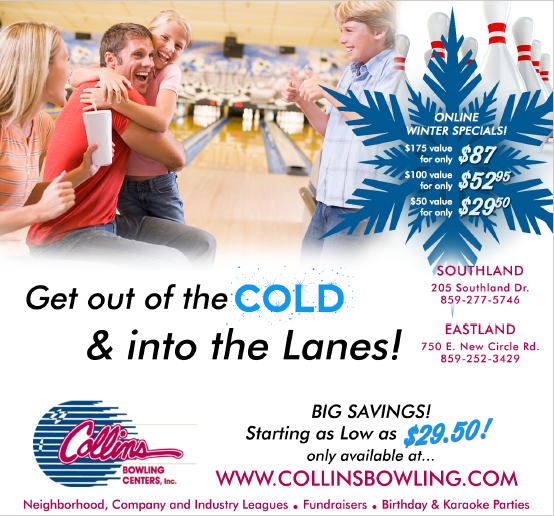 ONLINE
WINTER SPECIALS!
$175 value
for only $87
$100 value
for only $52.95
$50 value
for only $29.50
SOUTHLAND
205 Southland Dr.
859-277-5746
EASTLAND
750 E. New Circle Rd.
859-252-3429
Get out of the COLD
& into the Lanes!
Collins
BOWLING
CENTERS, Inc.
BIG SAVINGS!
Starting as Low as $29.50!
only available at...
WWW.COLLINSBOWLING.COM
Neighborhood, Company and Industry Leagues • Fundraisers • Birthday & Karaoke Parties